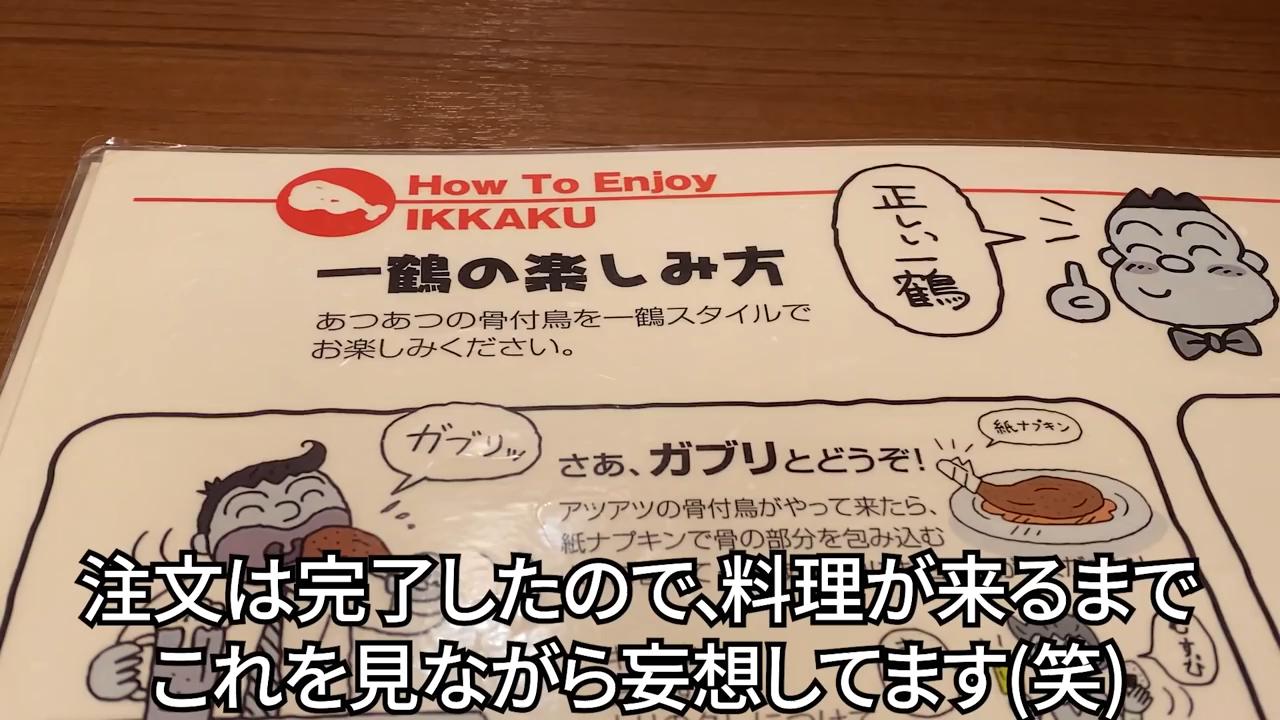 How To Enjoy
IKKAKU
一鶴の楽しみ方
あつあつの骨付鳥を一鶴スタイルで
お楽しみください。
正しい一鶴
ガブリッ
さあ、ガブリとどうぞ!
紙ナプキン
アツアツの骨付鳥がやって来たら、
紙ナプキンで骨の部分を包み込む
むすび
注文は完了したので、料理が来るまで
これを見ながら妄想してます(笑)